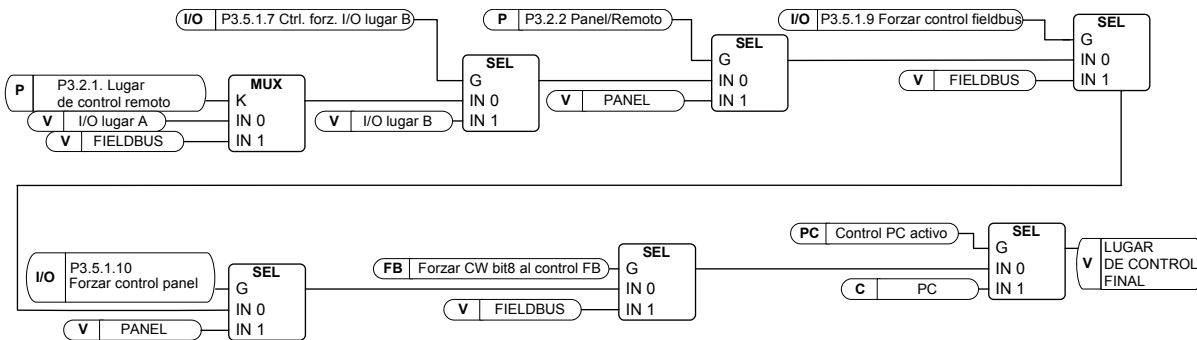 I/O P3.5.1.7 Ctrl. forz. I/O lugar B
P P3.2.2 Panel/Remoto
I/O P3.5.1.9 Forzar control fieldbus
SEL
G
IN 0
IN 1
SEL
G
IN 0
IN 1
SEL
G
IN 0
IN 1
P P3.2.1. Lugar
de control remoto
MUX
K
IN 0
IN 1
V I/O lugar A
V FIELDBUS
V I/O lugar B
V PANEL
V FIELDBUS
I/O P3.5.1.10
Forzar control panel
SEL
G
IN 0
IN 1
V PANEL
FB Forzar CW bit8 al control FB
SEL
G
IN 0
IN 1
V FIELDBUS
PC Control PC activo
SEL
G
IN 0
IN 1
C PC
V LUGAR
DE CONTROL
FINAL